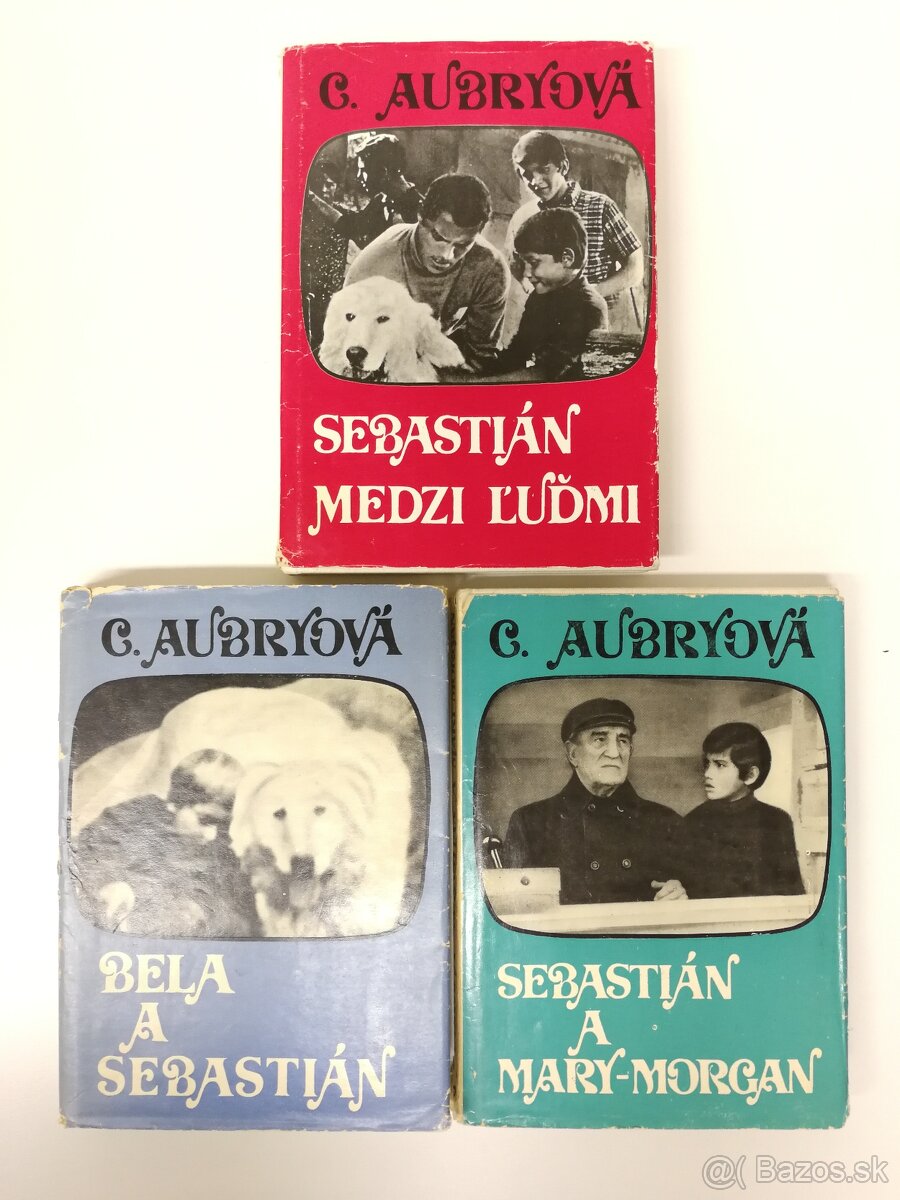 C. AUBRYOVÁ
SEBASTIÁN
MEDZI ĽUĎMI
C. AUBRYOVÁ
BELA
A
SEBASTIÁN
C. AUBRYOVÁ
SEBASTIÁN
A
MARY-MORGAN
@( Bazos.sk